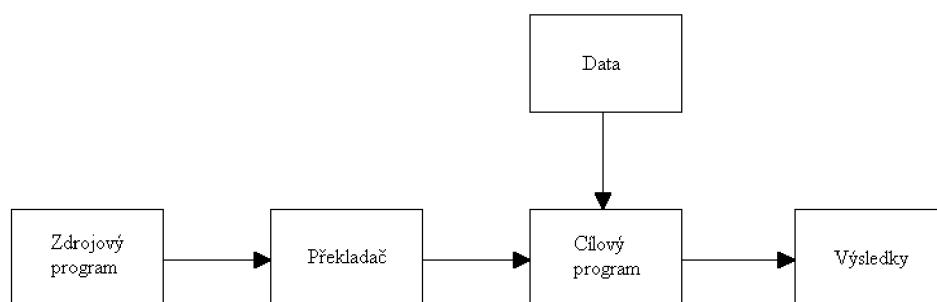 Data
Zdrojový
program
Překladač
Cílový
program
Výsledky